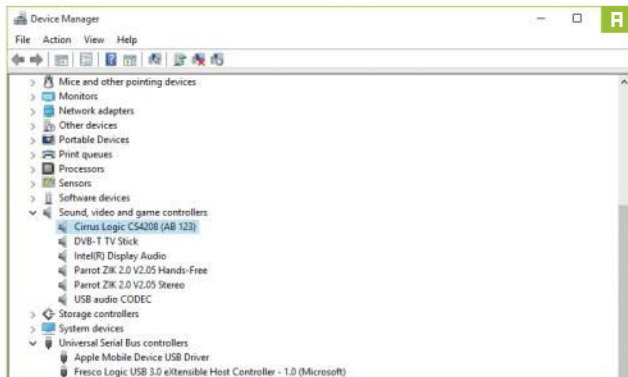 Device Manager
A
File Action View Help
Mice and other pointing devices
Monitors
Network adapters
Other devices
Portable Devices
Print queues
Processors
Sensors
Software devices
Sound, video and game controllers
Cirrus Logic CS4208 (AB 123)
DVB-T TV Stick
Intel(R) Display Audio
Parrot ZIK 2.0 V2.05 Hands-Free
Parrot ZIK 2.0 V2.05 Stereo
USB audio CODEC
Storage controllers
System devices
Universal Serial Bus controllers
Apple Mobile Device USB Driver
Fresco Logic USB 3.0 eXtensible Host Controller - 1.0 (Microsoft)